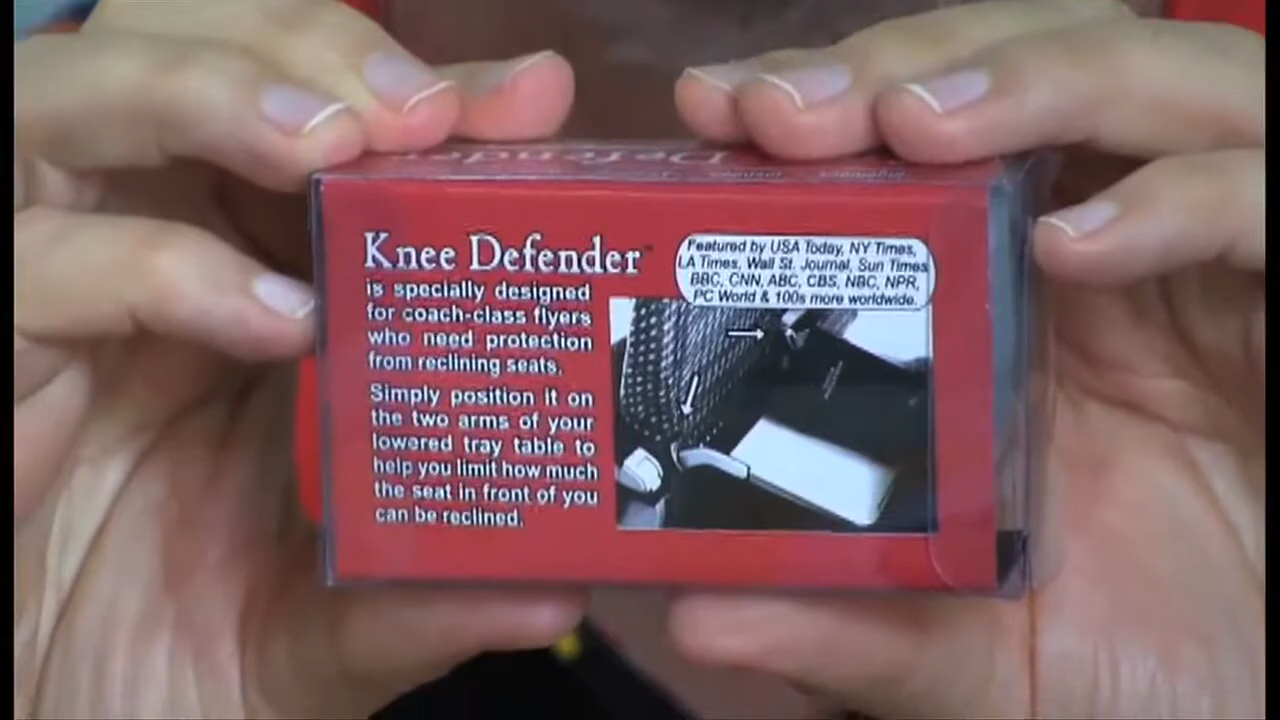 Defender
Knee Defender™
is specially designed
for coach-class flyers
who need protection
from reclining seats.
Simply position it on
the two arms of your
lowered tray table to
help you limit how much
the seat in front of you
can be reclined.
Featured by USA Today, NY Times,
LA Times, Wall St. Journal, Sun Times
BBC, CNN, ABC, CBS, NBC, NPR,
PC World & 100s more worldwide.